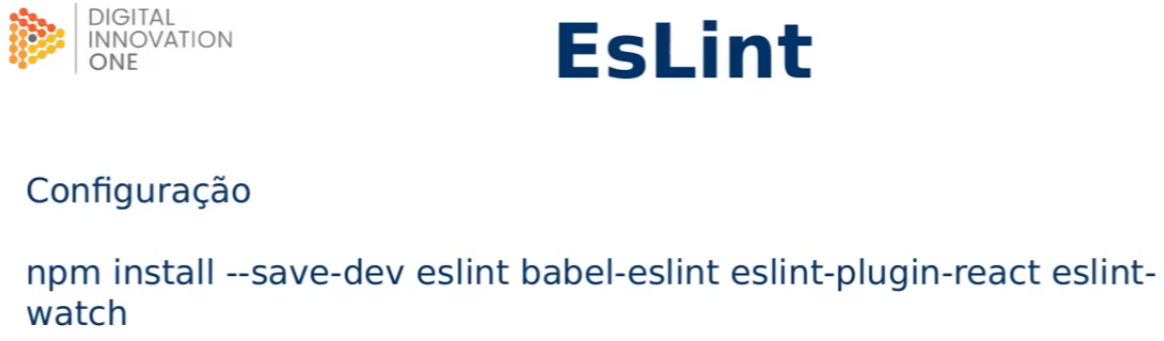 DIGITAL
INNOVATION
ONE
EsLint
Configuração
npm install --save-dev eslint babel-eslint eslint-plugin-react eslint-
watch